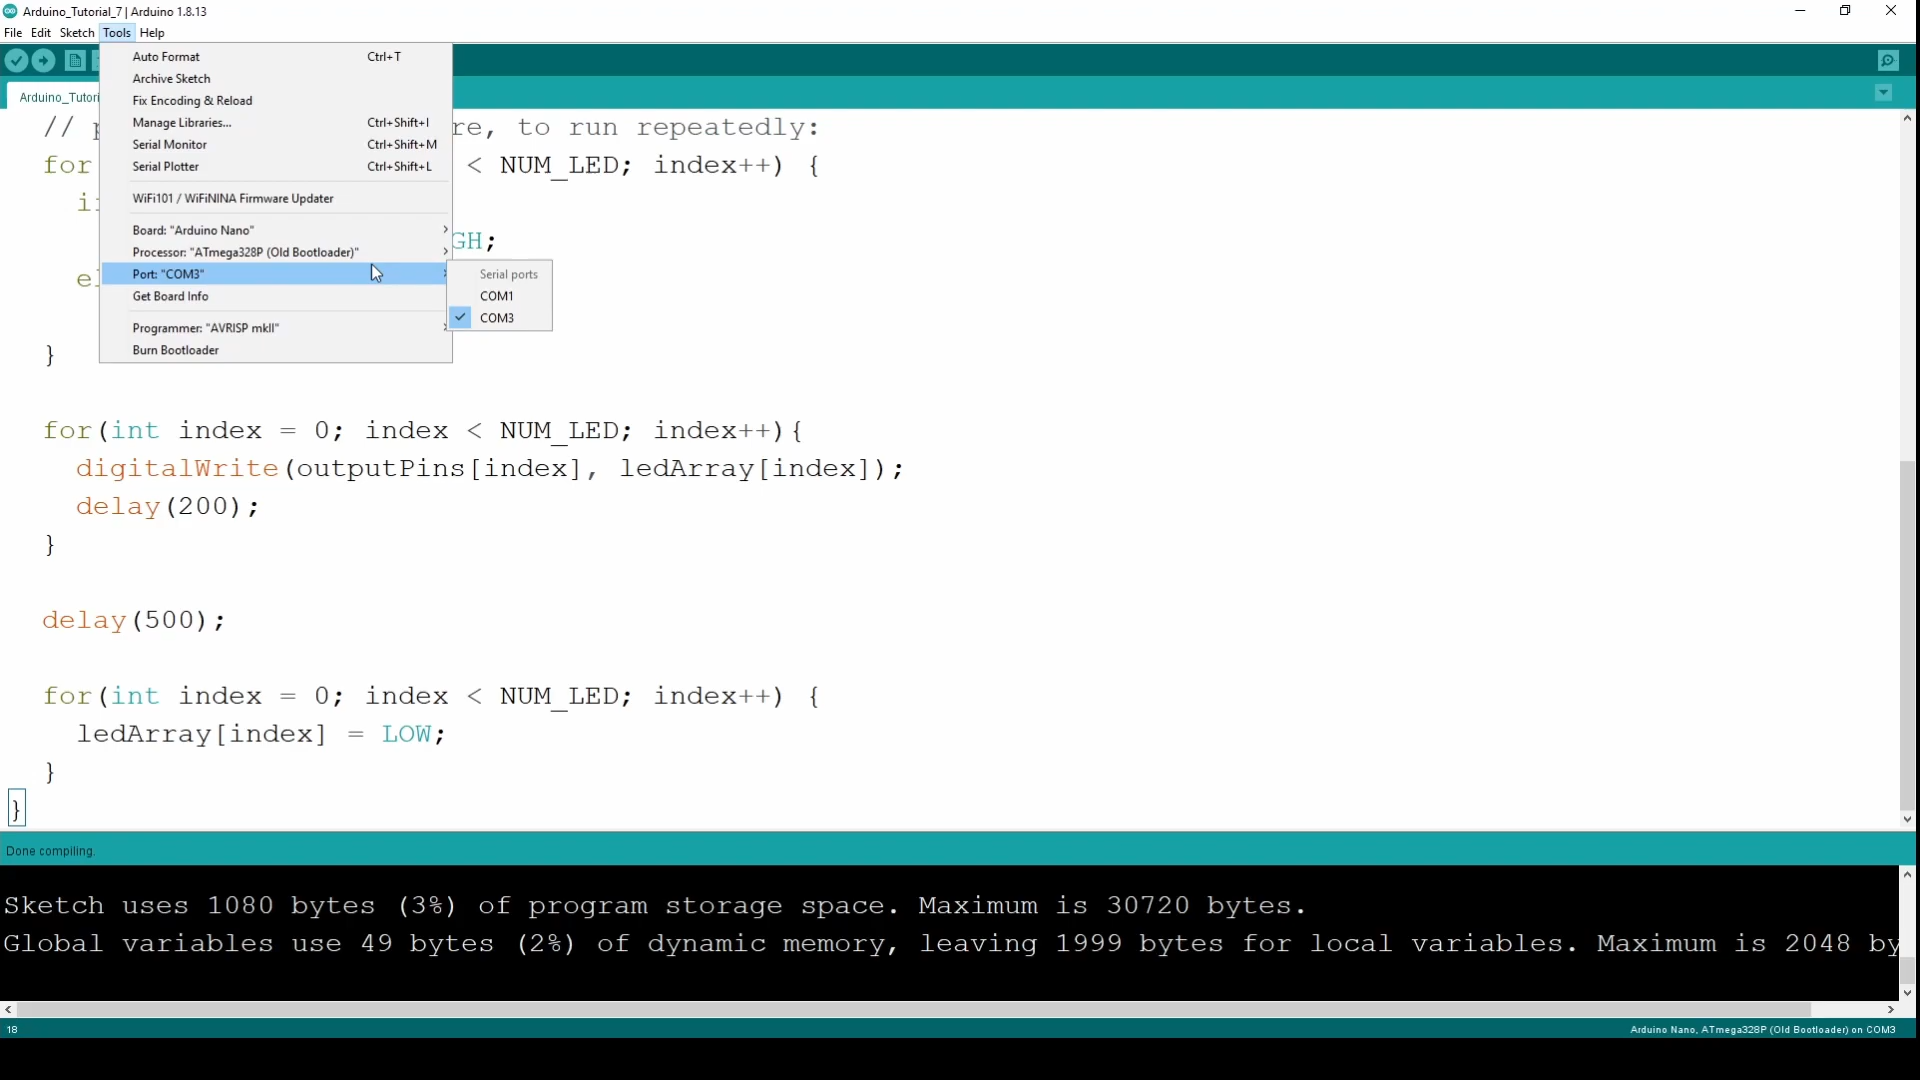 Arduino_Tutorial_7 | Arduino 1.8.13
File Edit Sketch Tools Help
Auto Format Ctrl+T
Archive Sketch
Fix Encoding & Reload
Manage Libraries... Ctrl+Shift+I
Serial Monitor Ctrl+Shift+M
Serial Plotter Ctrl+Shift+L
WiFi101 / WiFiNINA Firmware Updater
Board: "Arduino Nano"
Processor: "ATmega328P (Old Bootloader)"
Port: "COM3"
Get Board Info
Programmer: "AVRISP mkII"
Burn Bootloader
Serial ports
COM1
COM3
Arduino_Tutori
// p re, to run repeatedly:
for < NUM_LED; index++) {
GH;
}
for(int index = 0; index < NUM_LED; index++){
digitalWrite(outputPins[index], ledArray[index]);
delay(200);
}
delay(500);
for(int index = 0; index < NUM_LED; index++) {
ledArray[index] = LOW;
}
}
Done compiling.
Sketch uses 1080 bytes (3%) of program storage space. Maximum is 30720 bytes.
Global variables use 49 bytes (2%) of dynamic memory, leaving 1999 bytes for local variables. Maximum is 2048 by
18
Arduino Nano, ATmega328P (Old Bootloader) on COM3